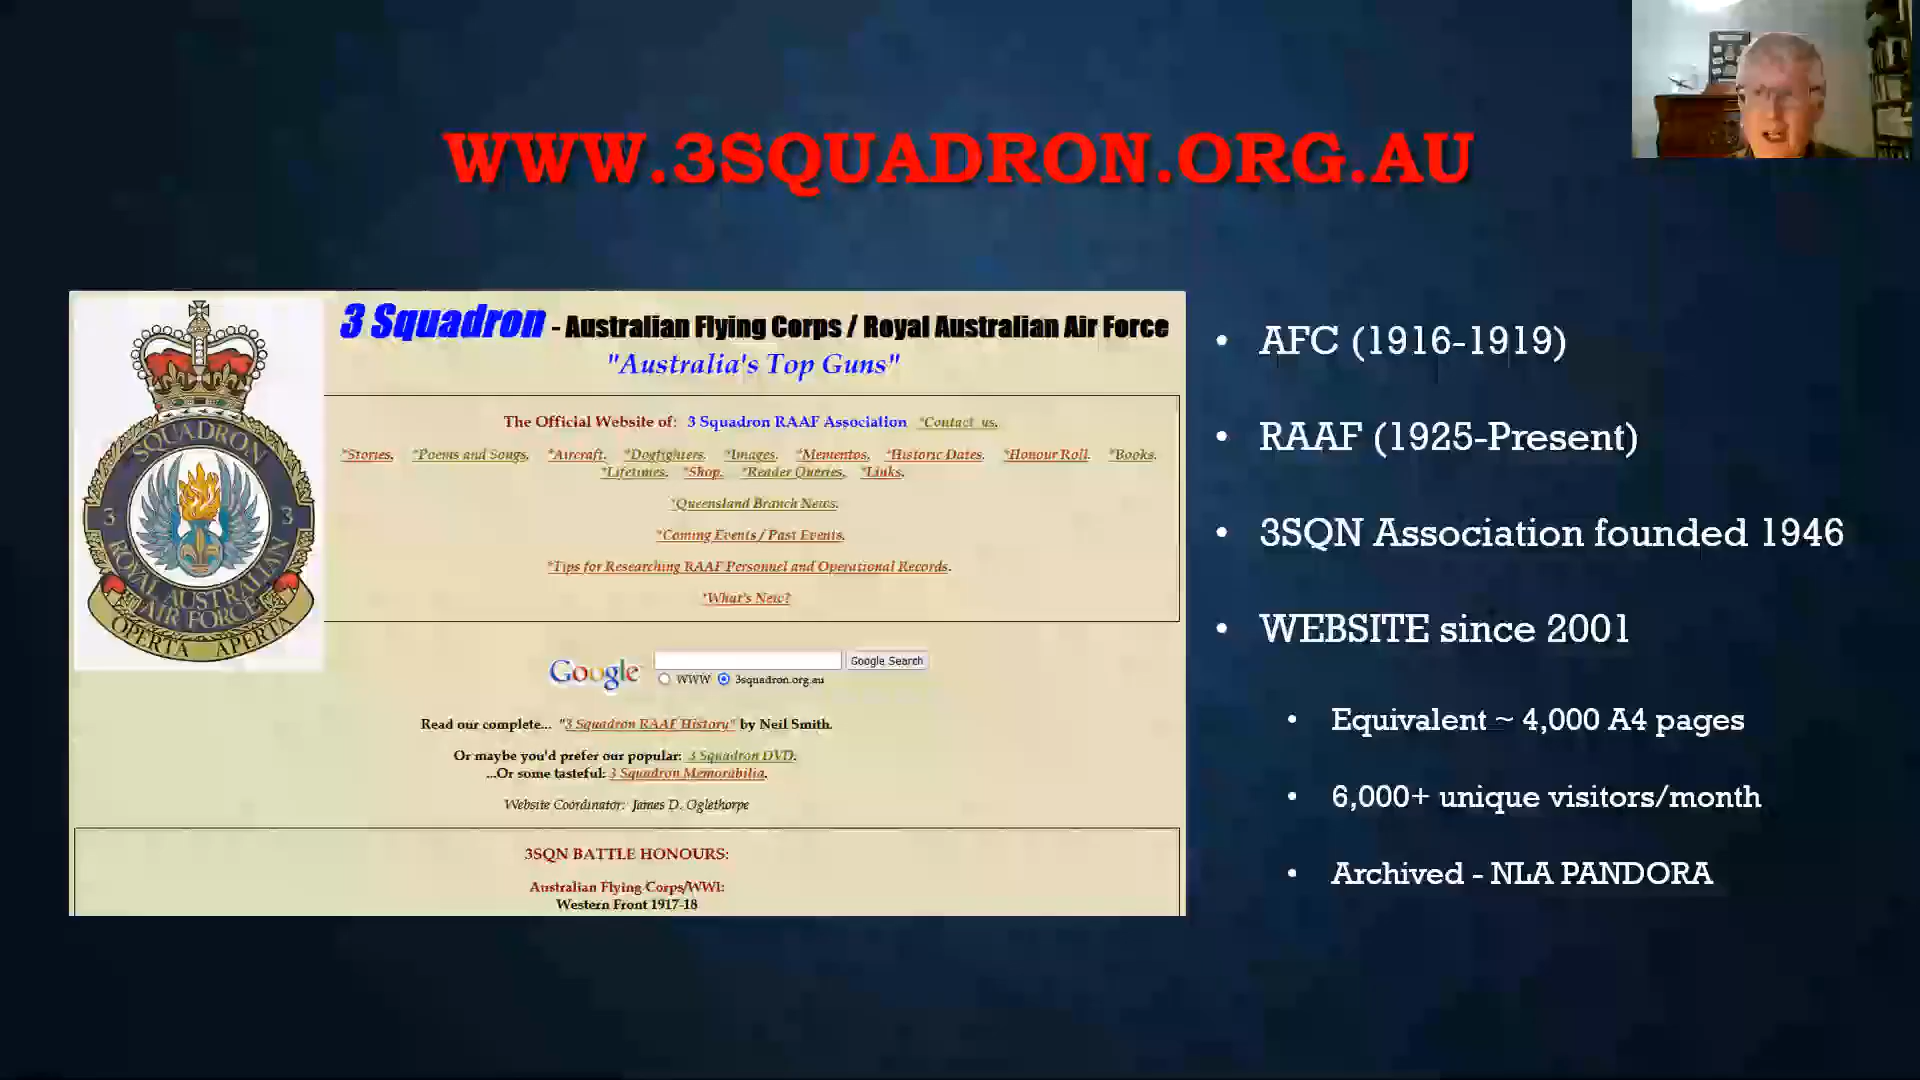 WWW.3SQUADRON.ORG.AU
3 Squadron - Australian Flying Corps / Royal Australian Air Force
"Australia's Top Guns"
The Official Website of: 3 Squadron RAAF Association *Contact us.
*Stories. *Poems and Songs. *Aircraft. *Dogfighters. *Images. *Mementos. *Historic Dates. *Honour Roll. *Books.
*Lifetimes. *Shop. *Reader Queries. *Links.
*Queensland Branch News.
*Coming Events / Past Events.
*Tips for Researching RAAF Personnel and Operational Records.
*What's New?
SQUADRON
3 3
ROYAL AUSTRALIAN
AIR FORCE
OPERTA APERTA
Google Google Search
WWW 3squadron.org.au
Read our complete... "3 Squadron RAAF History" by Neil Smith.
Or maybe you'd prefer our popular: 3 Squadron DVD.
...Or some tasteful: 3 Squadron Memorabilia.
Website Coordinator: James D. Oglethorpe
3SQN BATTLE HONOURS:
Australian Flying Corps/WWI:
Western Front 1917-18
• AFC (1916-1919)
• RAAF (1925-Present)
• 3SQN Association founded 1946
• WEBSITE since 2001
• Equivalent ~ 4,000 A4 pages
• 6,000+ unique visitors/month
• Archived - NLA PANDORA